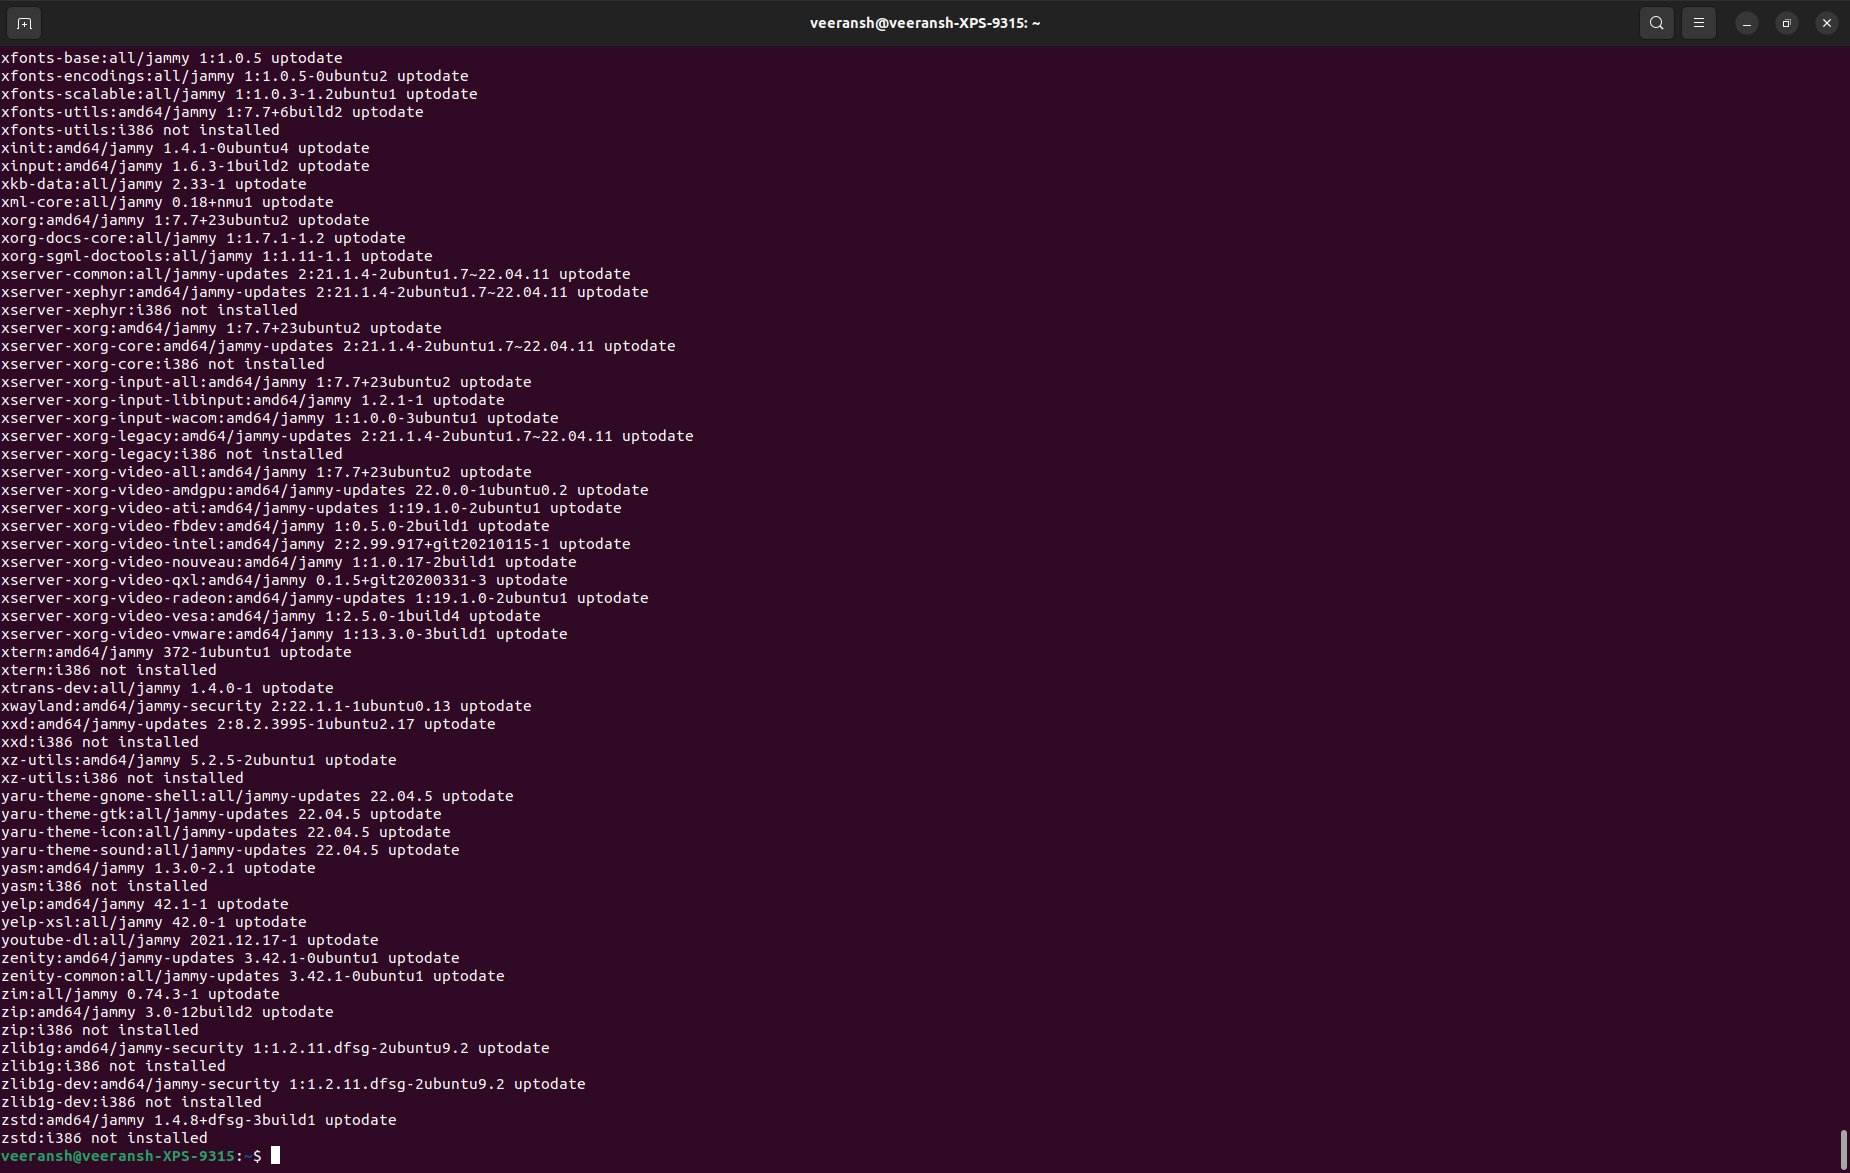 veeransh@veeransh-XPS-9315: ~
xfonts-base:all/jammy 1:1.0.5 uptodate
xfonts-encodings:all/jammy 1:1.0.5-0ubuntu2 uptodate
xfonts-scalable:all/jammy 1:1.0.3-1.2ubuntu1 uptodate
xfonts-utils:amd64/jammy 1:7.7+6build2 uptodate
xfonts-utils:i386 not installed
xinit:amd64/jammy 1.4.1-0ubuntu4 uptodate
xinput:amd64/jammy 1.6.3-1build2 uptodate
xkb-data:all/jammy 2.33-1 uptodate
xml-core:all/jammy 0.18+nmu1 uptodate
xorg:amd64/jammy 1:7.7+23ubuntu2 uptodate
xorg-docs-core:all/jammy 1:1.7.1-1.2 uptodate
xorg-sgml-doctools:all/jammy 1:1.11-1.1 uptodate
xserver-common:all/jammy-updates 2:21.1.4-2ubuntu1.7~22.04.11 uptodate
xserver-xephyr:amd64/jammy-updates 2:21.1.4-2ubuntu1.7~22.04.11 uptodate
xserver-xephyr:i386 not installed
xserver-xorg:amd64/jammy 1:7.7+23ubuntu2 uptodate
xserver-xorg-core:amd64/jammy-updates 2:21.1.4-2ubuntu1.7~22.04.11 uptodate
xserver-xorg-core:i386 not installed
xserver-xorg-input-all:amd64/jammy 1:7.7+23ubuntu2 uptodate
xserver-xorg-input-libinput:amd64/jammy 1.2.1-1 uptodate
xserver-xorg-input-wacom:amd64/jammy 1:1.0.0-3ubuntu1 uptodate
xserver-xorg-legacy:amd64/jammy-updates 2:21.1.4-2ubuntu1.7~22.04.11 uptodate
xserver-xorg-legacy:i386 not installed
xserver-xorg-video-all:amd64/jammy 1:7.7+23ubuntu2 uptodate
xserver-xorg-video-amdgpu:amd64/jammy-updates 22.0.0-1ubuntu0.2 uptodate
xserver-xorg-video-ati:amd64/jammy-updates 1:19.1.0-2ubuntu1 uptodate
xserver-xorg-video-fbdev:amd64/jammy 1:0.5.0-2build1 uptodate
xserver-xorg-video-intel:amd64/jammy 2:2.99.917+git20210115-1 uptodate
xserver-xorg-video-nouveau:amd64/jammy 1:1.0.17-2build1 uptodate
xserver-xorg-video-qxl:amd64/jammy 0.1.5+git20200331-3 uptodate
xserver-xorg-video-radeon:amd64/jammy-updates 1:19.1.0-2ubuntu1 uptodate
xserver-xorg-video-vesa:amd64/jammy 1:2.5.0-1build4 uptodate
xserver-xorg-video-vmware:amd64/jammy 1:13.3.0-3build1 uptodate
xterm:amd64/jammy 372-1ubuntu1 uptodate
xterm:i386 not installed
xtrans-dev:all/jammy 1.4.0-1 uptodate
xwayland:amd64/jammy-security 2:22.1.1-1ubuntu0.13 uptodate
xxd:amd64/jammy-updates 2:8.2.3995-1ubuntu2.17 uptodate
xxd:i386 not installed
xz-utils:amd64/jammy 5.2.5-2ubuntu1 uptodate
xz-utils:i386 not installed
yaru-theme-gnome-shell:all/jammy-updates 22.04.5 uptodate
yaru-theme-gtk:all/jammy-updates 22.04.5 uptodate
yaru-theme-icon:all/jammy-updates 22.04.5 uptodate
yaru-theme-sound:all/jammy-updates 22.04.5 uptodate
yasm:amd64/jammy 1.3.0-2.1 uptodate
yasm:i386 not installed
yelp:amd64/jammy 42.1-1 uptodate
yelp-xsl:all/jammy 42.0-1 uptodate
youtube-dl:all/jammy 2021.12.17-1 uptodate
zenity:amd64/jammy-updates 3.42.1-0ubuntu1 uptodate
zenity-common:all/jammy-updates 3.42.1-0ubuntu1 uptodate
zim:all/jammy 0.74.3-1 uptodate
zip:amd64/jammy 3.0-12build2 uptodate
zip:i386 not installed
zlib1g:amd64/jammy-security 1:1.2.11.dfsg-2ubuntu9.2 uptodate
zlib1g:i386 not installed
zlib1g-dev:amd64/jammy-security 1:1.2.11.dfsg-2ubuntu9.2 uptodate
zlib1g-dev:i386 not installed
zstd:amd64/jammy 1.4.8+dfsg-3build1 uptodate
zstd:i386 not installed
veeransh@veeransh-XPS-9315:~$